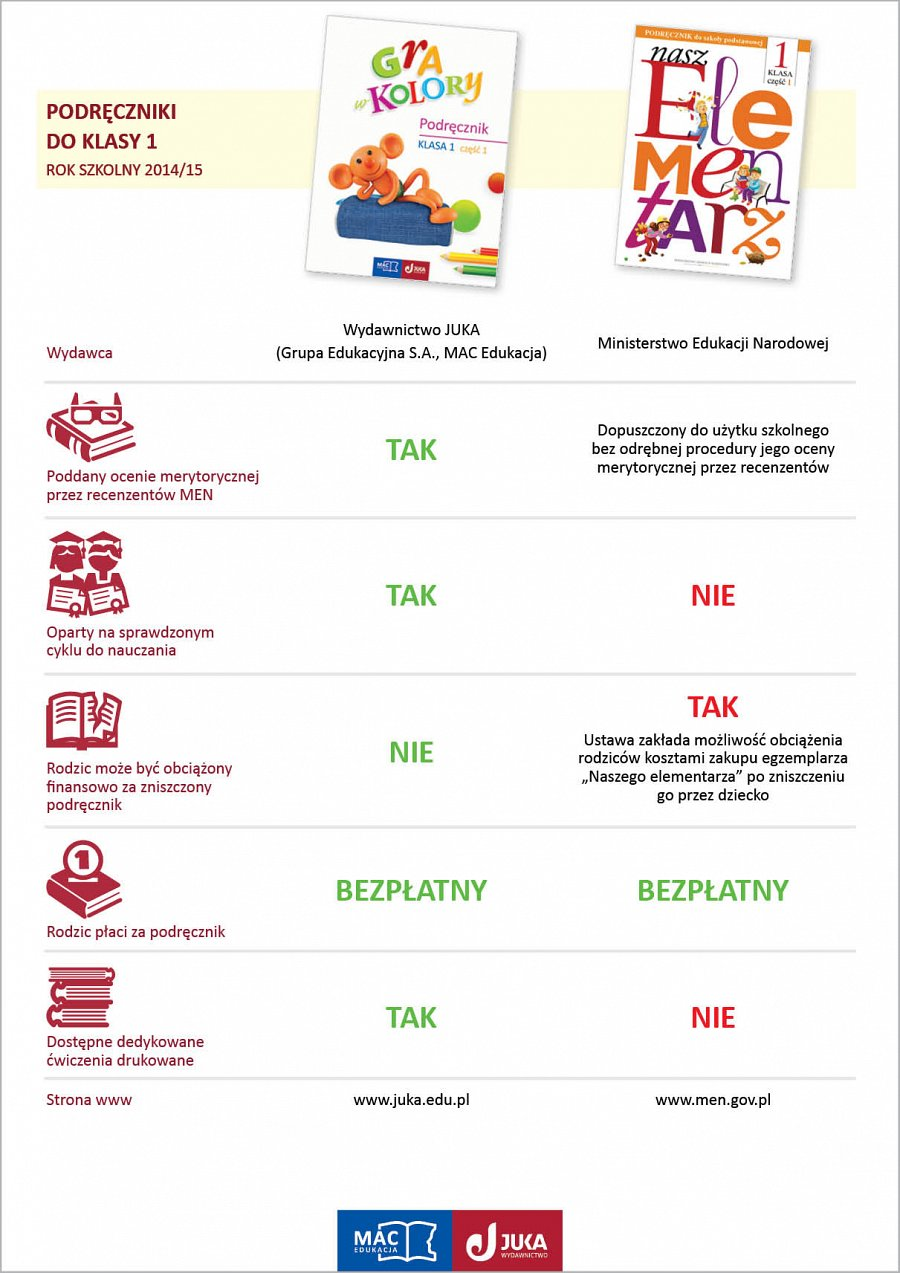 PODRĘCZNIKI
DO KLASY 1
ROK SZKOLNY 2014/15
GRA
w KOLORY
Podręcznik
KLASA 1 część 1
MAC
EDUKACJA
JUKA
PODRĘCZNIK do szkoły podstawowej
1
KLASA
część 1
nasz
Elementarz
Wydawca
Wydawnictwo JUKA
(Grupa Edukacyjna S.A., MAC Edukacja)
Ministerstwo Edukacji Narodowej
Poddany ocenie merytorycznej
przez recenzentów MEN
TAK
Dopuszczony do użytku szkolnego
bez odrębnej procedury jego oceny
merytorycznej przez recenzentów
Oparty na sprawdzonym
cyklu do nauczania
TAK
NIE
Rodzic może być obciążony
finansowo za zniszczony
podręcznik
NIE
TAK
Ustawa zakłada możliwość obciążenia
rodziców kosztami zakupu egzemplarza
„Naszego elementarza” po zniszczeniu
go przez dziecko
1
Rodzic płaci za podręcznik
BEZPŁATNY
BEZPŁATNY
Dostępne dedykowane
ćwiczenia drukowane
TAK
NIE
Strona www
www.juka.edu.pl
www.men.gov.pl
MAC
EDUKACJA
JUKA
WYDAWNICTWO